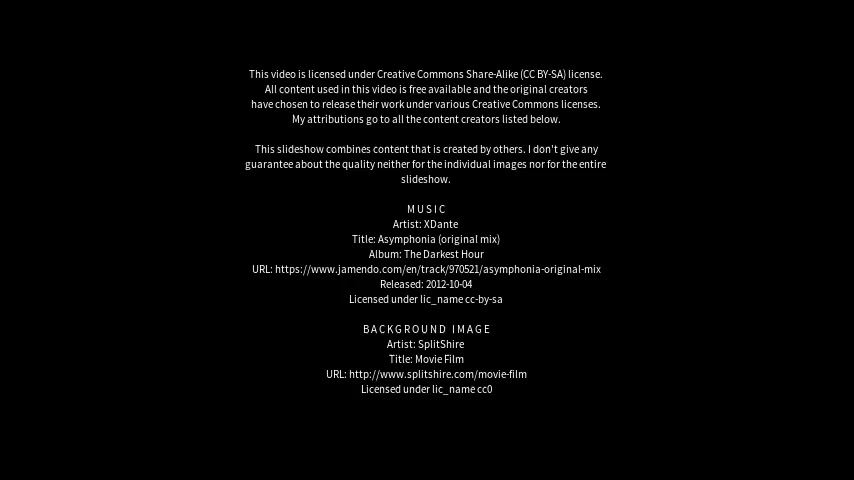 This video is licensed under Creative Commons Share-Alike (CC BY-SA) license.
All content used in this video is free available and the original creators
have chosen to release their work under various Creative Commons licenses.
My attributions go to all the content creators listed below.
This slideshow combines content that is created by others. I don't give any
guarantee about the quality neither for the individual images nor for the entire
slideshow.
MUSIC
Artist: XDante
Title: Asymphonia (original mix)
Album: The Darkest Hour
URL: https://www.jamendo.com/en/track/970521/asymphonia-original-mix
Released: 2012-10-04
Licensed under lic_name cc-by-sa
BACKGROUND IMAGE
Artist: SplitShire
Title: Movie Film
URL: http://www.splitshire.com/movie-film
Licensed under lic_name cc0